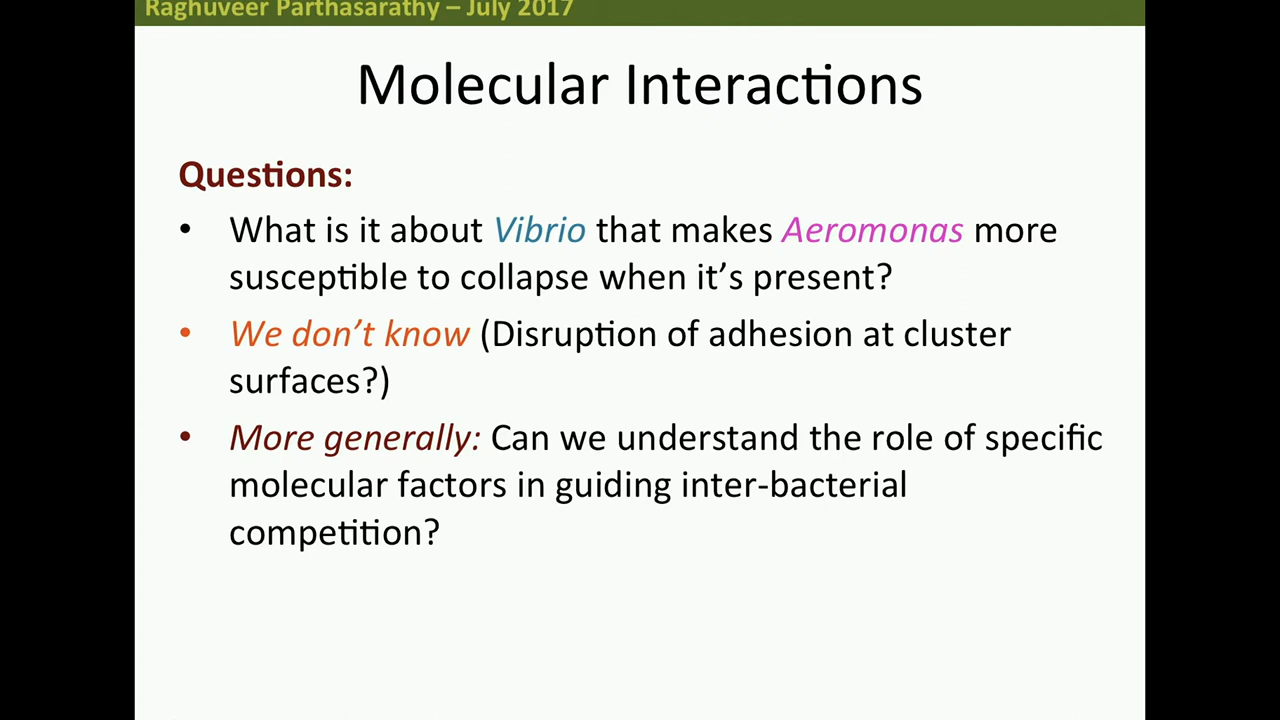 Raghuveer Parthasarathy – July 2017
Molecular Interactions
Questions:
• What is it about Vibrio that makes Aeromonas more
susceptible to collapse when it’s present?
• We don’t know (Disruption of adhesion at cluster
surfaces?)
• More generally: Can we understand the role of specific
molecular factors in guiding inter-bacterial
competition?